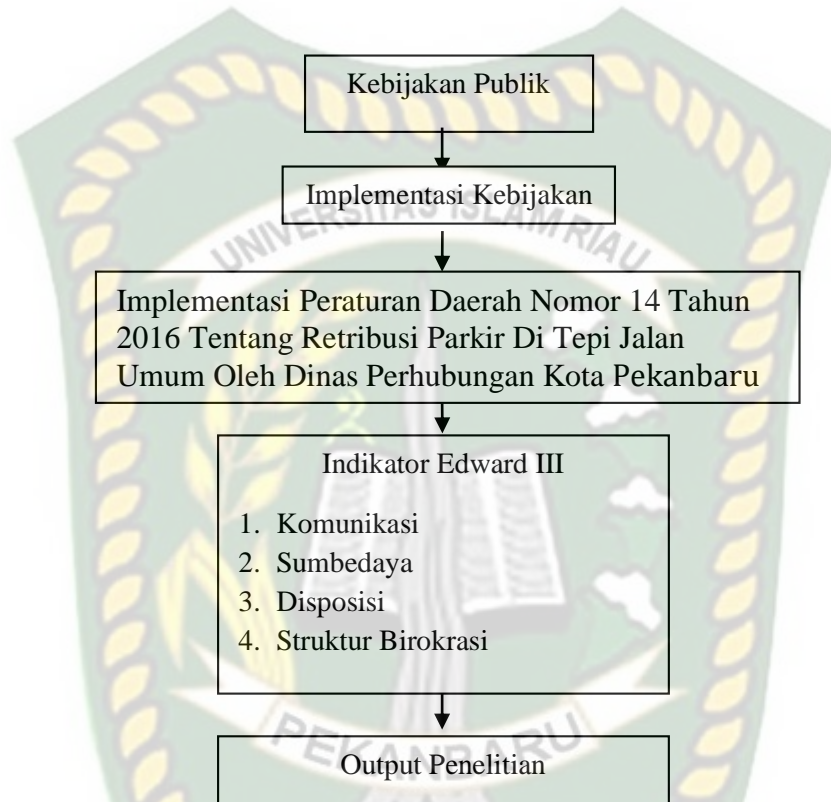 Kebijakan Publik
Implementasi Kebijakan
UNIVERSITAS ISLAM RIAU
Implementasi Peraturan Daerah Nomor 14 Tahun
2016 Tentang Retribusi Parkir Di Tepi Jalan
Umum Oleh Dinas Perhubungan Kota Pekanbaru
Indikator Edward III
1. Komunikasi
2. Sumbedaya
3. Disposisi
4. Struktur Birokrasi
PEKANBARU
Output Penelitian